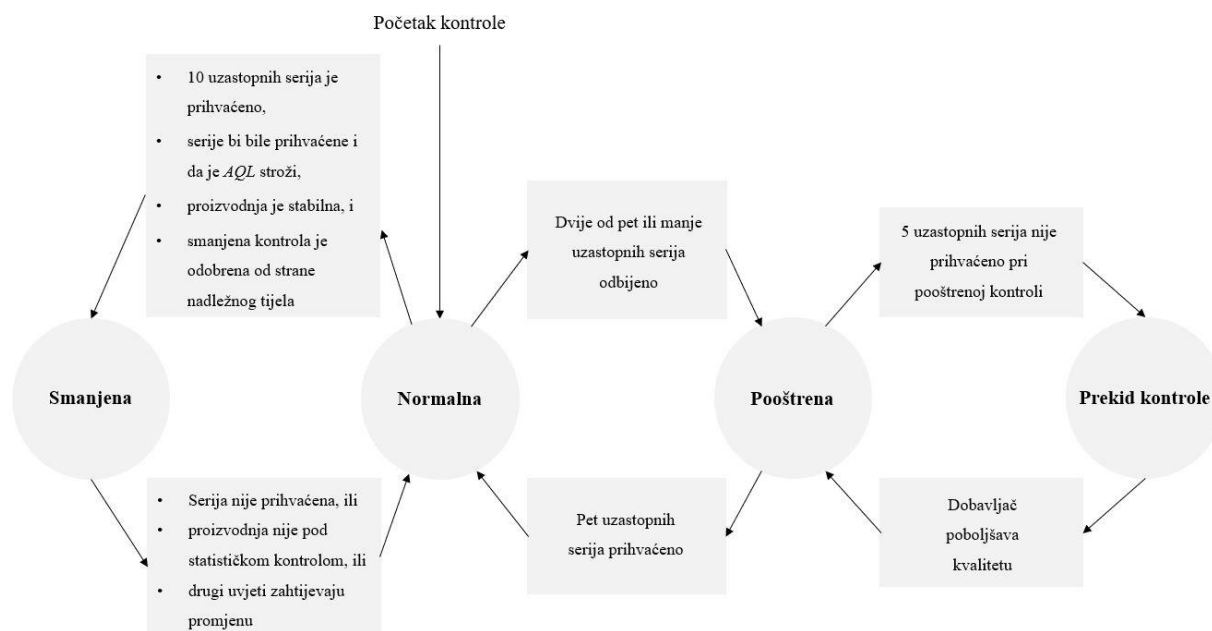 Početak kontrole
• 10 uzastopnih serija je
prihvaćeno,
• serije bi bile prihvaćene i
da je AQL stroži,
• proizvodnja je stabilna, i
• smanjena kontrola je
odobrena od strane
nadležnog tijela
Dvije od pet ili manje
uzastopnih serija
odbijeno
5 uzastopnih serija nije
prihvaćeno pri
pooštrenoj kontroli
Smanjena
Normalna
Pooštrena
Prekid kontrole
• Serija nije prihvaćena, ili
• proizvodnja nije pod
statističkom kontrolom, ili
• drugi uvjeti zahtijevaju
promjenu
Pet uzastopnih
serija prihvaćeno
Dobavljač
poboljšava
kvalitetu